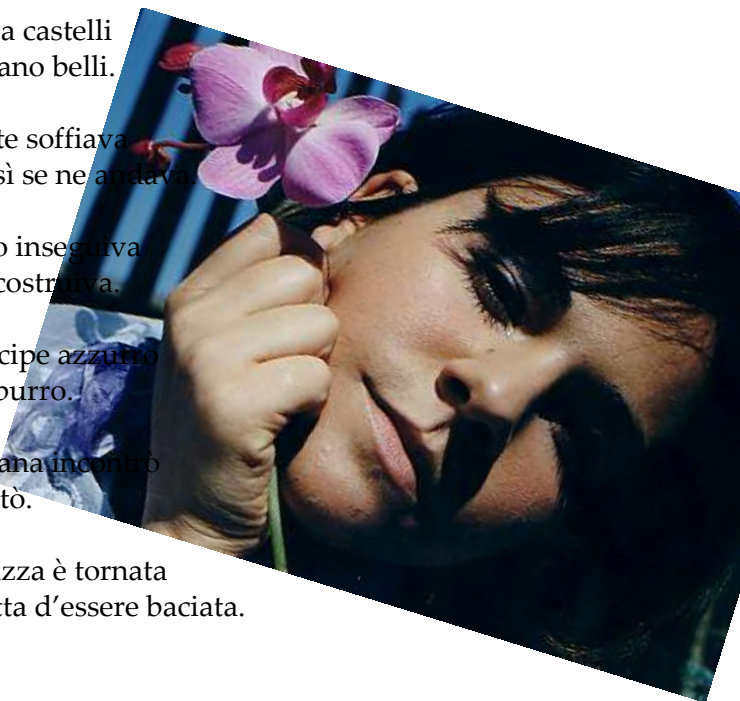 a castelli
ano belli.
te soffiava
sì se ne andava.
o inseguiva
costruiva.
cipe azzurro
burro.
ana incontrò
tò.
zza è tornata
tta d'essere baciata.